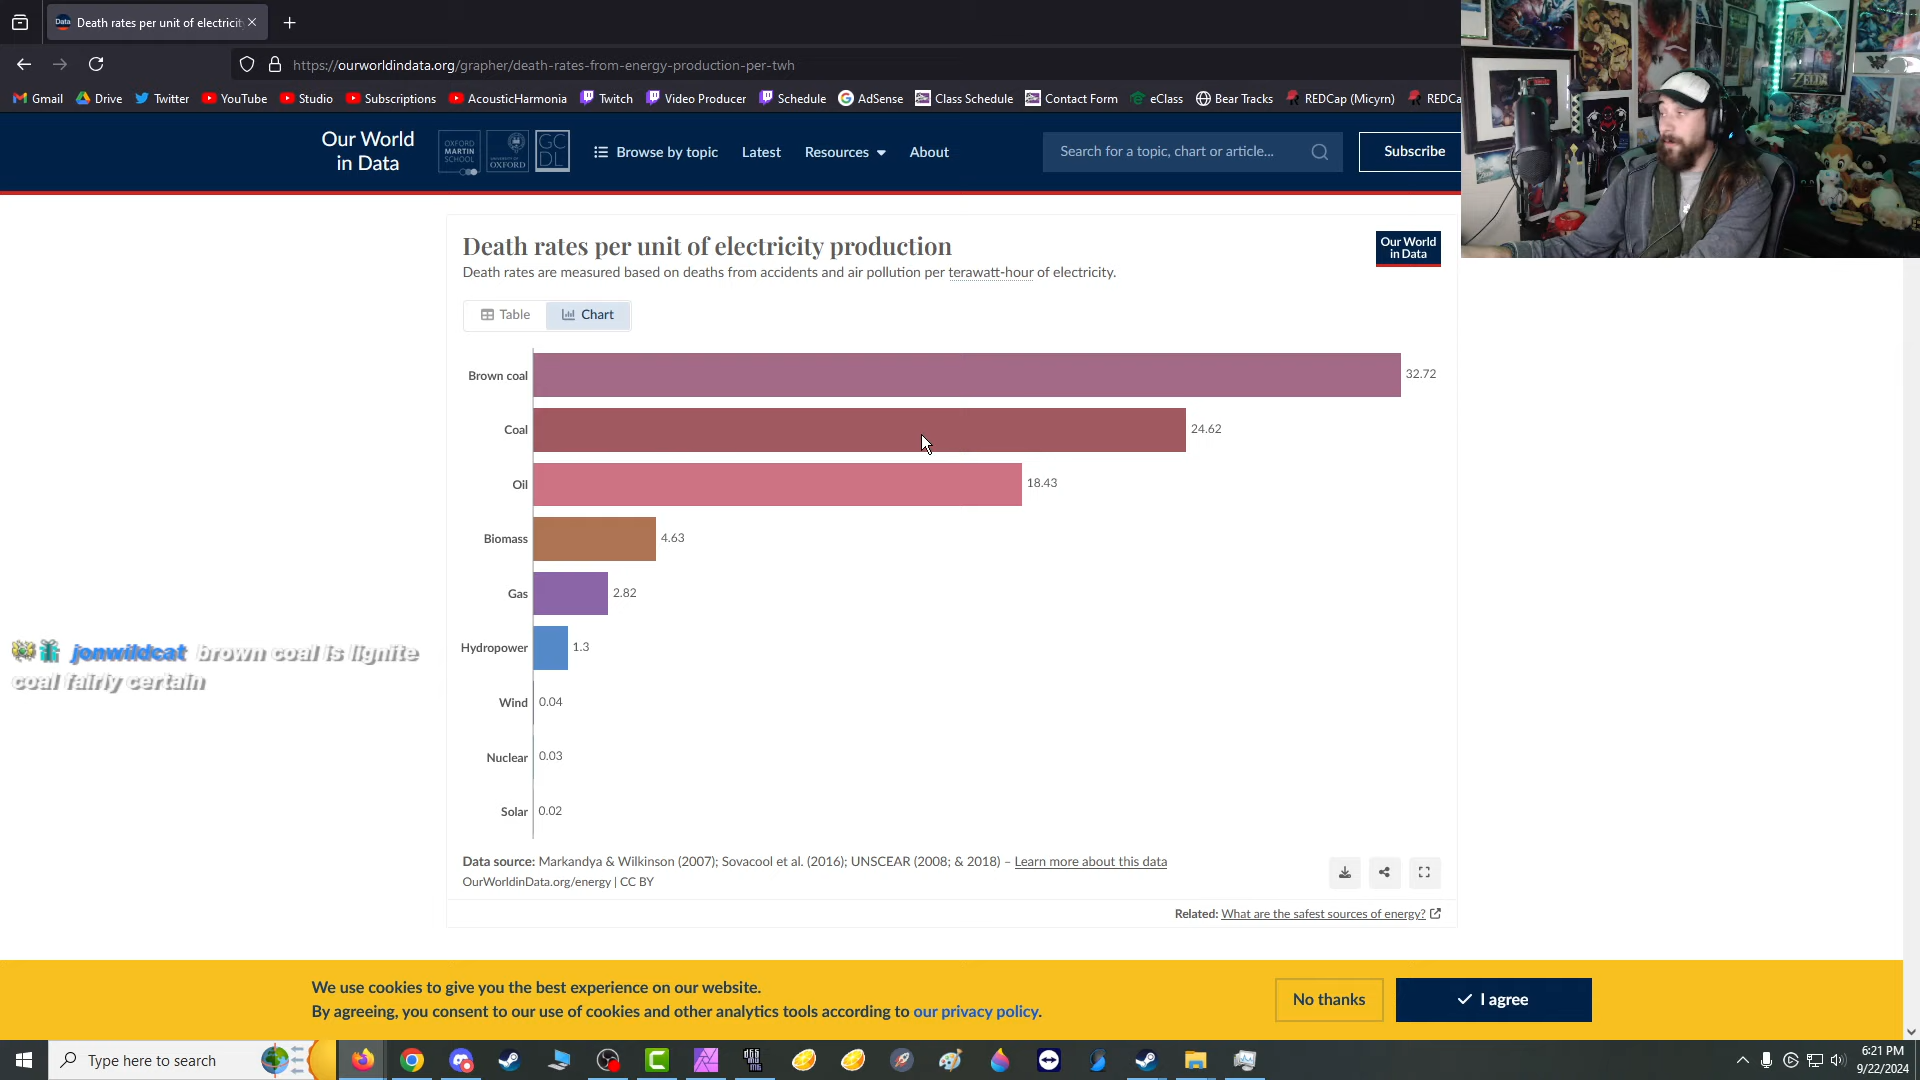 Death rates per unit of electricit
https://ourworldindata.org/grapher/death-rates-from-energy-production-per-twh
Gmail Drive Twitter YouTube Studio Subscriptions AcousticHarmonia Twitch Video Producer Schedule AdSense Class Schedule Contact Form eClass Bear Tracks REDCap (Micyrn) REDCa
Our World
in Data
OXFORD
MARTIN
SCHOOL
UNIVERSITY OF
OXFORD
GC
DL
Browse by topic Latest Resources About
Search for a topic, chart or article...
Subscribe
ZELDA
Death rates per unit of electricity production
Death rates are measured based on deaths from accidents and air pollution per terawatt-hour of electricity.
Our World
in Data
Table Chart
Brown coal 32.72
Coal 24.62
Oil 18.43
Biomass 4.63
Gas 2.82
Hydropower 1.3
Wind 0.04
Nuclear 0.03
Solar 0.02
jonwildcat brown coal is lignite
coal fairly certain
Data source: Markandya & Wilkinson (2007); Sovacool et al. (2016); UNSCEAR (2008; & 2018) – Learn more about this data
OurWorldinData.org/energy | CC BY
Related: What are the safest sources of energy?
We use cookies to give you the best experience on our website.
By agreeing, you consent to our use of cookies and other analytics tools according to our privacy policy.
No thanks
I agree
Type here to search
6:21 PM
9/22/2024